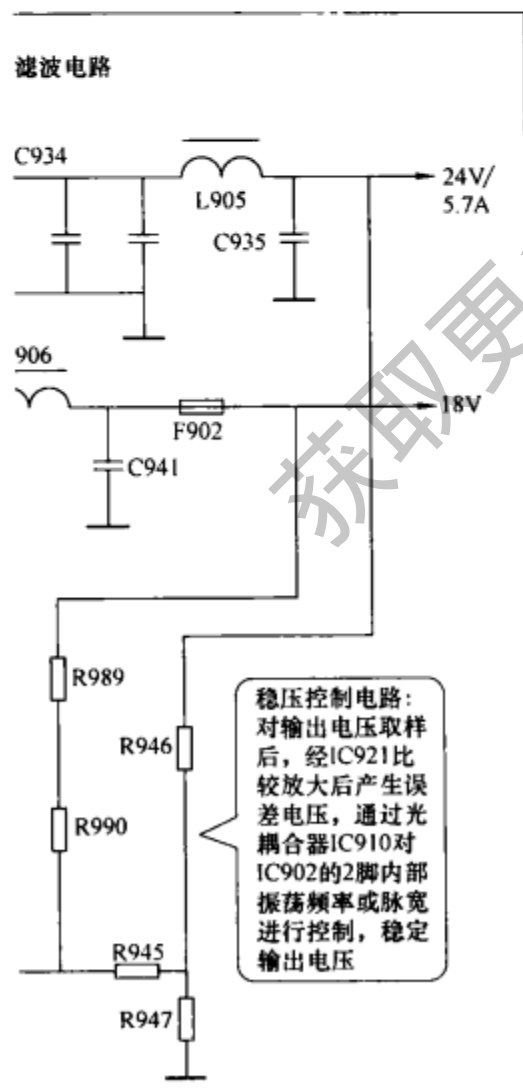 滤波电路
C934
L905
24V/
5.7A
C935
906
18V
F902
C941
R989
R946
R990
稳压控制电路：
对输出电压取样
后，经IC921比
较放大后产生误
差电压，通过光
耦合器IC910对
IC902的2脚内部
振荡频率或脉宽
进行控制，稳定
输出电压
R945
R947
获取更